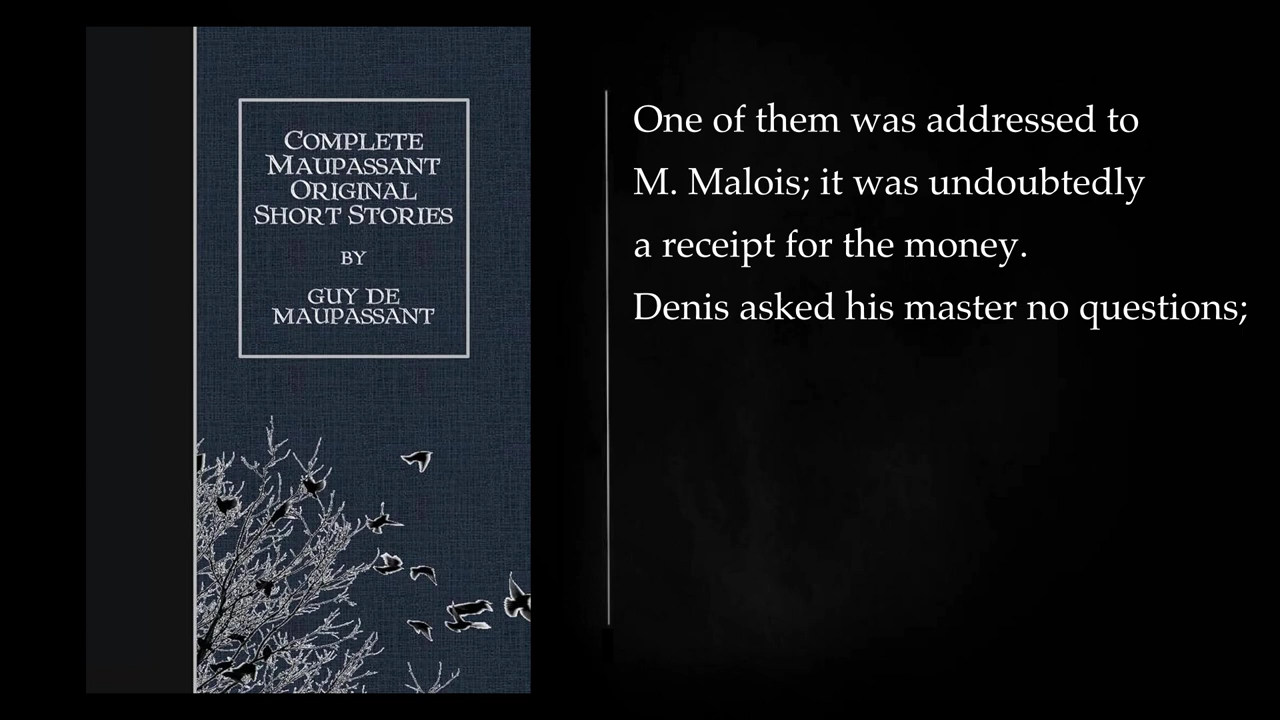 COMPLETE
MAUPASSANT
ORIGINAL
SHORT STORIES
BY
GUY DE
MAUPASSANT
One of them was addressed to
M. Malois; it was undoubtedly
a receipt for the money.
Denis asked his master no questions;